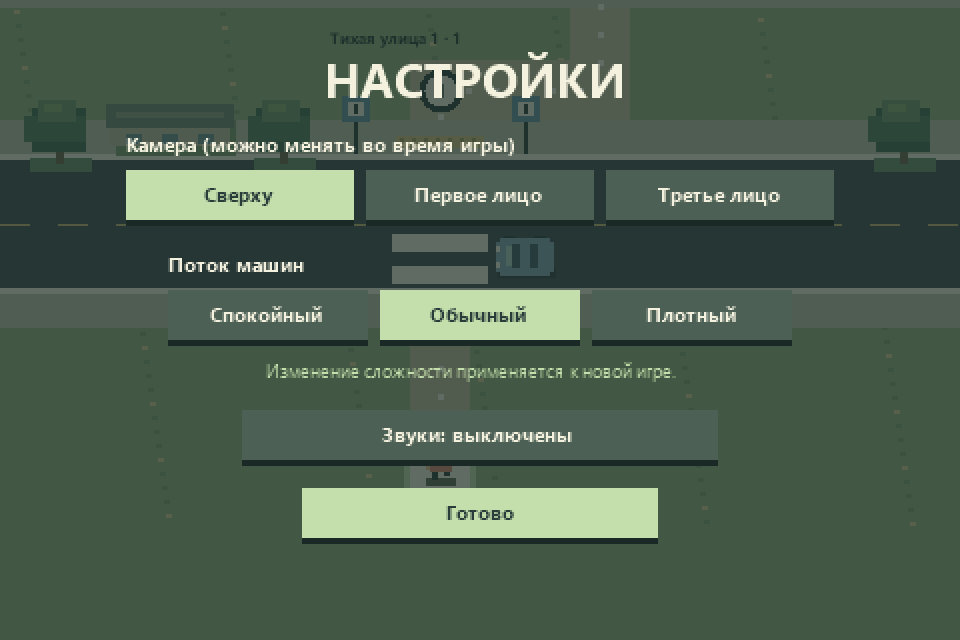 Тихая улица 1 · 1
НАСТРОЙКИ
Камера (можно менять во время игры)
Сверху Первое лицо Третье лицо
Поток машин
Спокойный Обычный Плотный
Изменение сложности применяется к новой игре.
Звуки: выключены
Готово